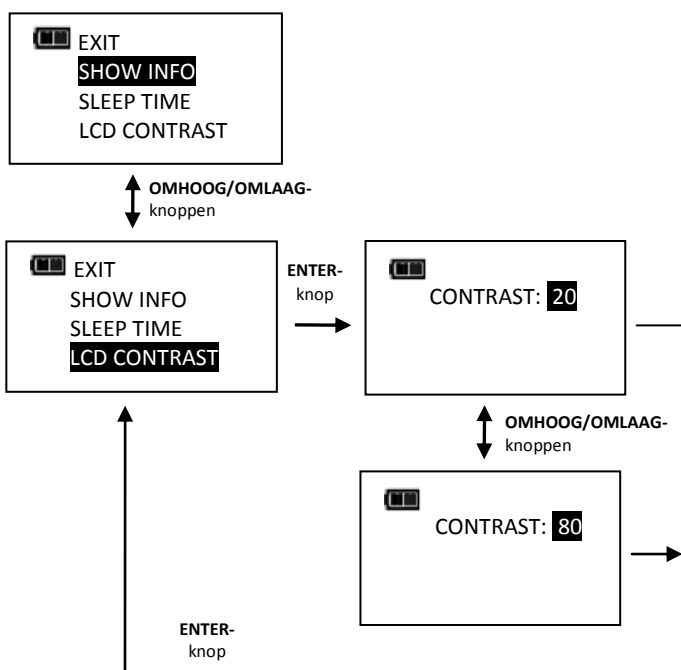 EXIT
SHOW INFO
SLEEP TIME
LCD CONTRAST
OMHOOG/OMLAAG-
knoppen
EXIT
SHOW INFO
SLEEP TIME
LCD CONTRAST
ENTER-
knop
CONTRAST: 20
OMHOOG/OMLAAG-
knoppen
CONTRAST: 80
ENTER-
knop